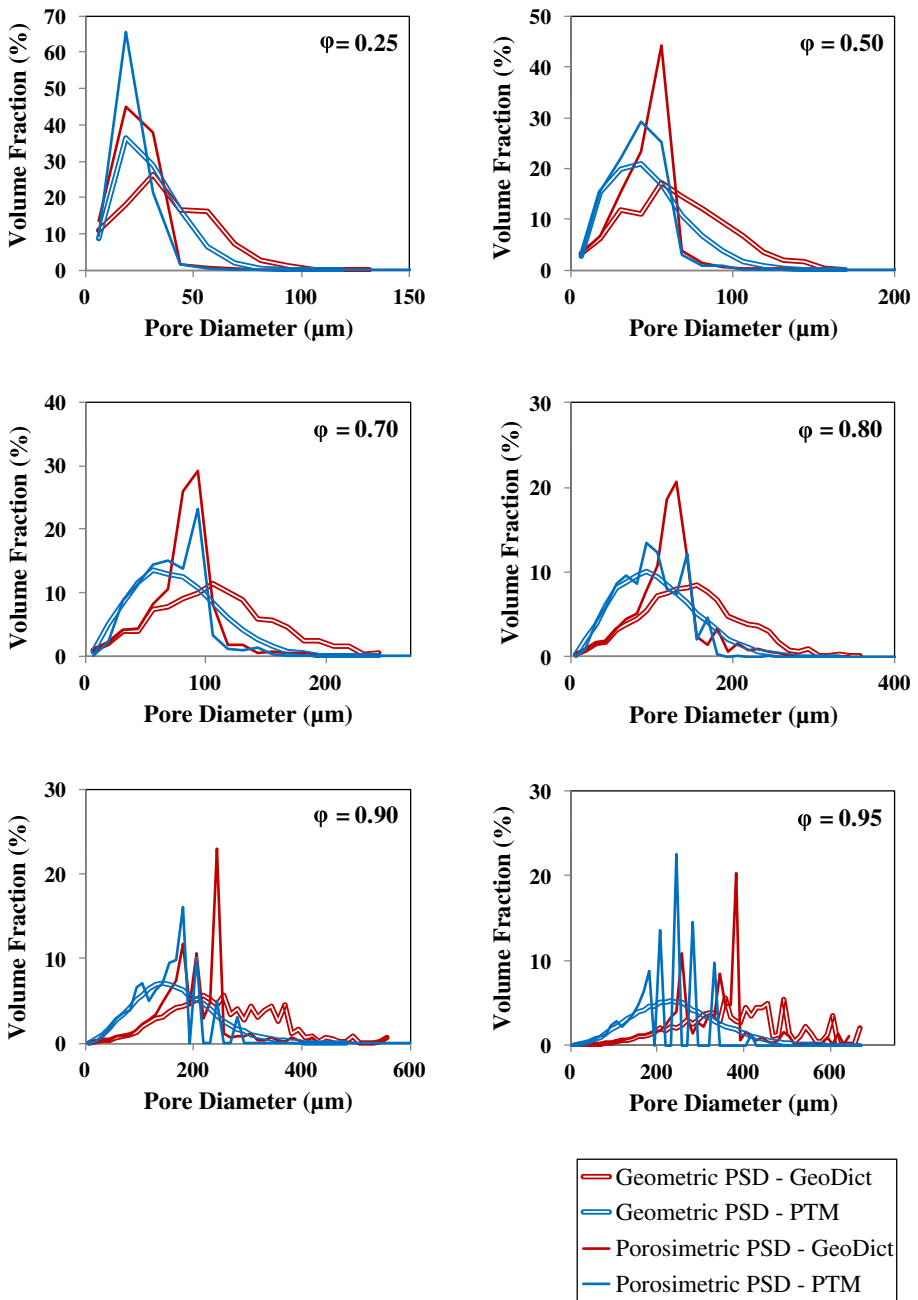 70
60
50
40
30
20
10
0
Volume Fraction (%)
φ = 0.25
0 50 100 150
Pore Diameter (µm)
50
40
30
20
10
0
Volume Fraction (%)
φ = 0.50
0 100 200
Pore Diameter (µm)
40
30
20
10
0
Volume Fraction (%)
φ = 0.70
0 100 200
Pore Diameter (µm)
30
20
10
0
Volume Fraction (%)
φ = 0.80
0 200 400
Pore Diameter (µm)
30
20
10
0
Volume Fraction (%)
φ = 0.90
0 200 400 600
Pore Diameter (µm)
30
20
10
0
Volume Fraction (%)
φ = 0.95
0 200 400 600
Pore Diameter (µm)
Geometric PSD - GeoDict
Geometric PSD - PTM
Porosimetric PSD - GeoDict
Porosimetric PSD - PTM